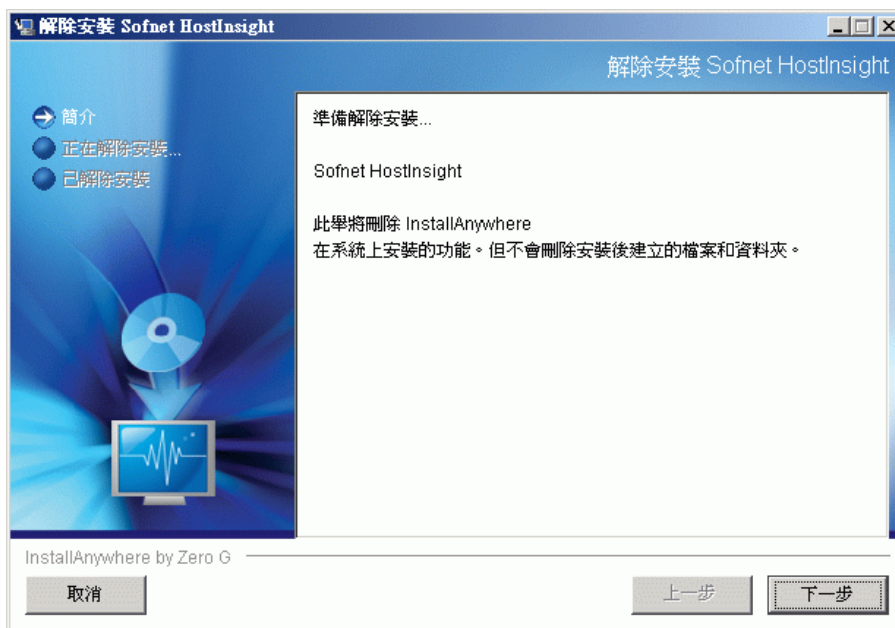 解除安裝 Sofnet HostInsight
解除安裝 Sofnet HostInsight
簡介
正在解除安裝...
已解除安裝
準備解除安裝...
Sofnet HostInsight
此舉將刪除 InstallAnywhere
在系統上安裝的功能。但不會刪除安裝後建立的檔案和資料夾。
InstallAnywhere by Zero G
取消
上一步
下一步